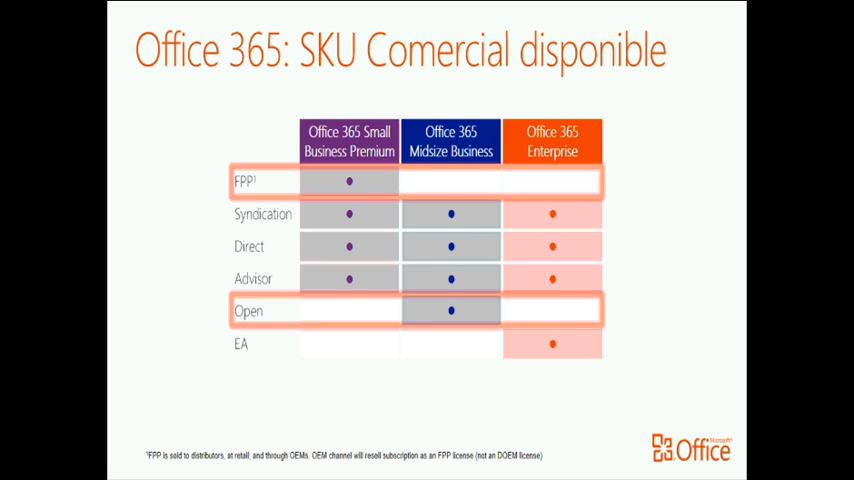 Office 365: SKU Comercial disponible
Office 365 Small
Business Premium
Office 365
Midsize Business
Office 365
Enterprise
FPP¹
Syndication
Direct
Advisor
Open
EA
¹FPP is sold to distributors, at retail, and through OEMs. OEM channel will resell subscription as an FPP license (not an DOEM license)
Microsoft®
Office